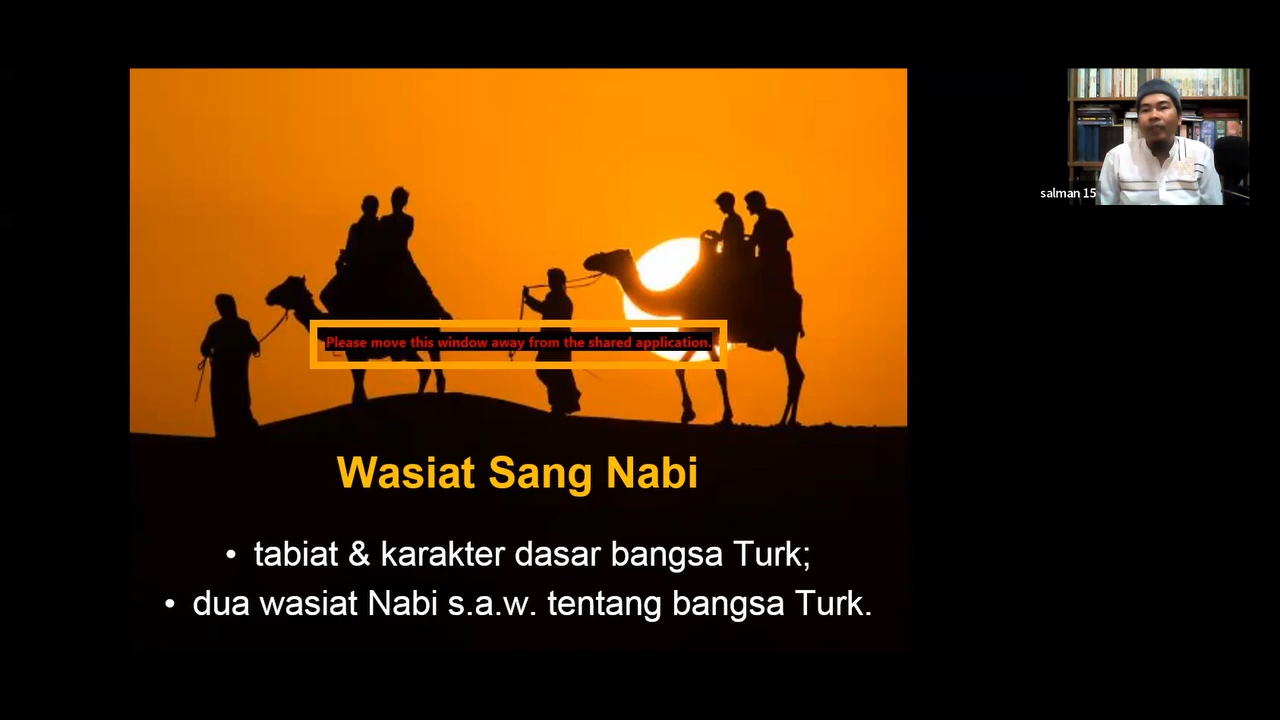 salman 15
Please move this window away from the shared application.
Wasiat Sang Nabi
• tabiat & karakter dasar bangsa Turk;
• dua wasiat Nabi s.a.w. tentang bangsa Turk.